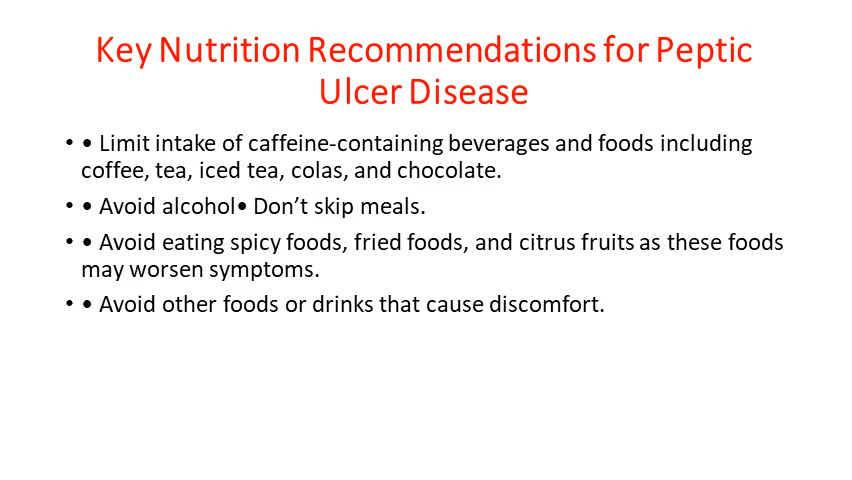 Key Nutrition Recommendations for Peptic
Ulcer Disease
• • Limit intake of caffeine-containing beverages and foods including
coffee, tea, iced tea, colas, and chocolate.
• • Avoid alcohol• Don’t skip meals.
• • Avoid eating spicy foods, fried foods, and citrus fruits as these foods
may worsen symptoms.
• • Avoid other foods or drinks that cause discomfort.